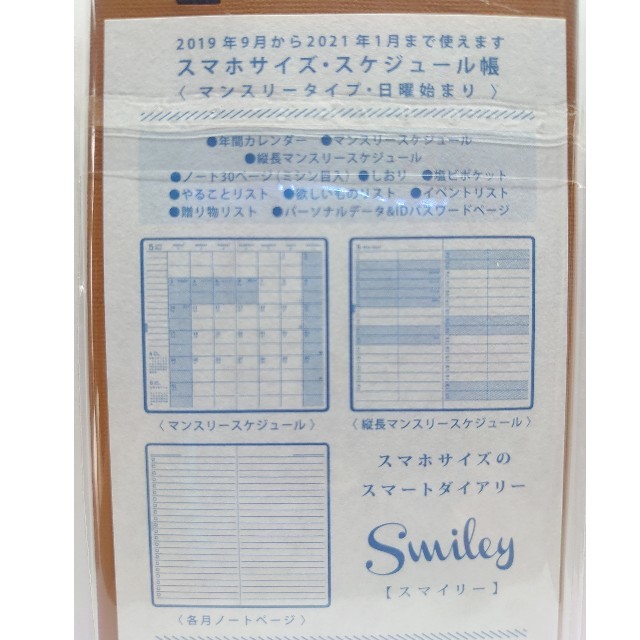 2019年9月から2021年1月まで使えます
スマホサイズ・スケジュール帳
〈 マンスリータイプ・日曜始まり 〉
●年間カレンダー ●マンスリースケジュール
●縦長マンスリースケジュール
●ノート30ページ(ミシン目入) ●しおり ●塩ビポケット
●やることリスト ●欲しいものリスト ●イベントリスト
●贈り物リスト ●パーソナルデータ&IDパスワードページ
〈マンスリースケジュール〉
〈縦長マンスリースケジュール〉
スマホサイズの
スマートダイアリー
Smiley
【スマイリー】
〈各月ノートページ〉